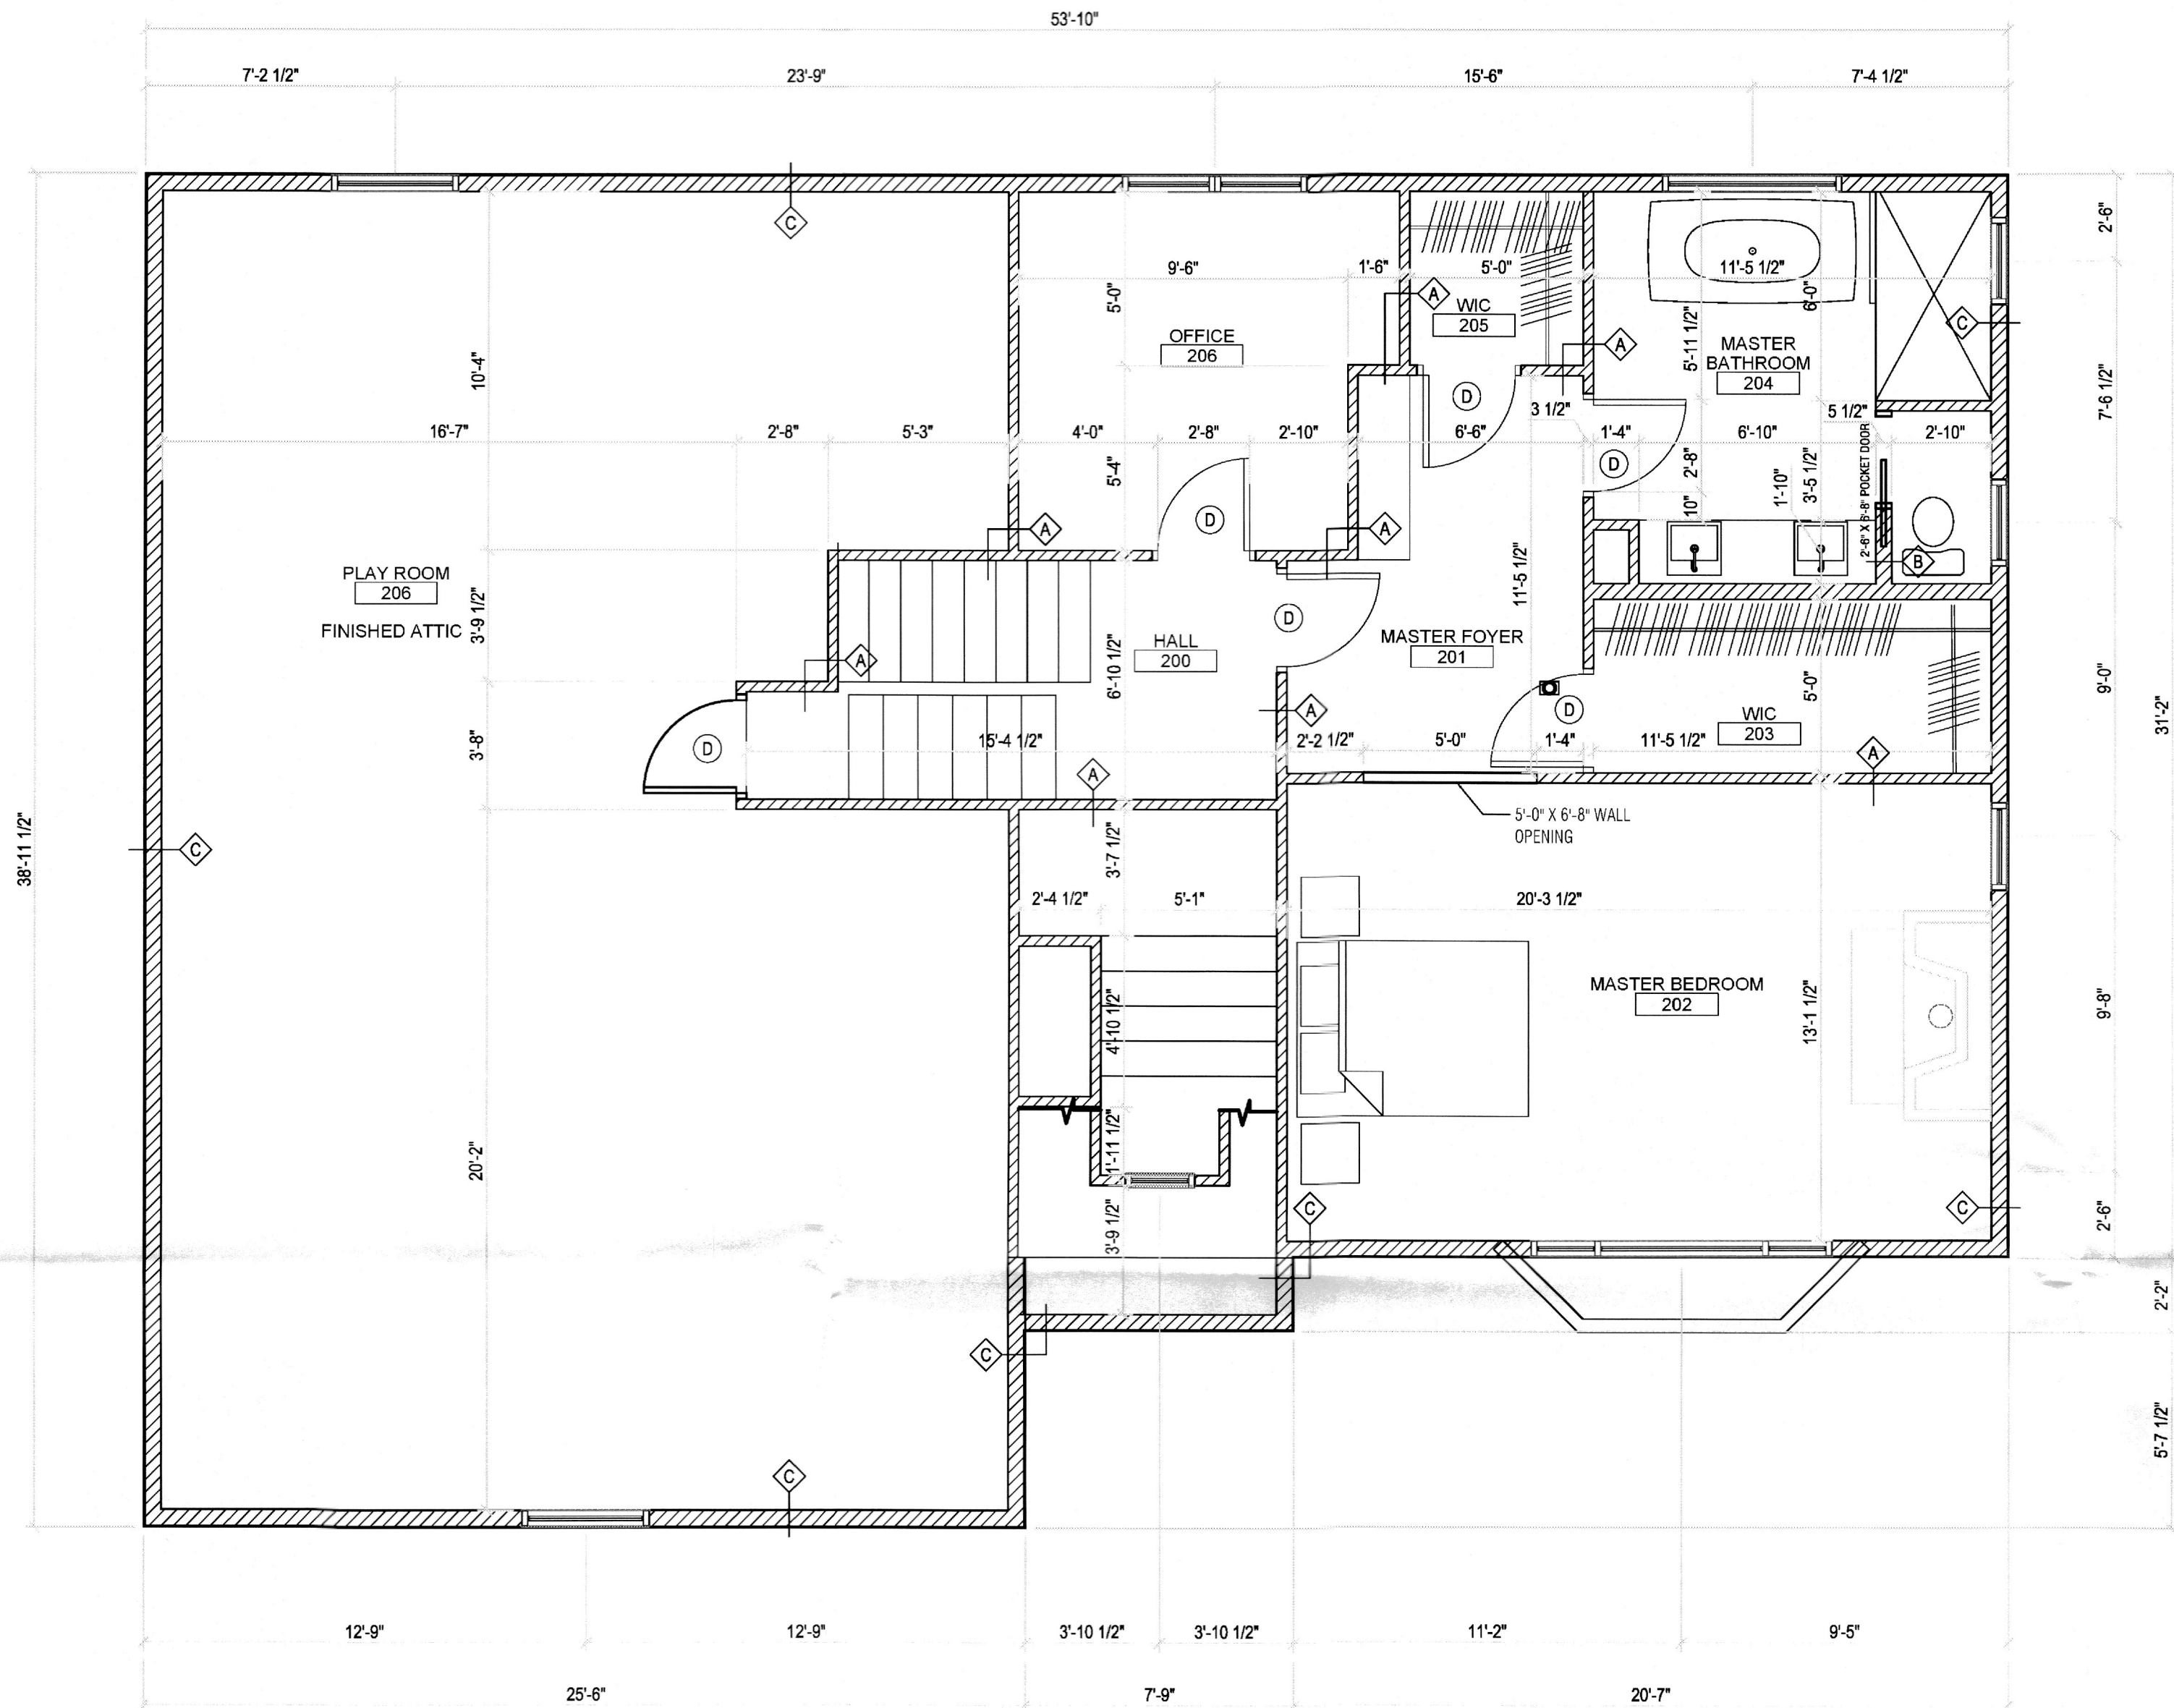 53'-10"
7'-2 1/2"
23'-9"
15'-6"
7'-4 1/2"
C
2'-6"
9'-6"
1'-6"
5'-0"
11'-5 1/2"
5'-0"
A
WIC
205
6'-0"
C
OFFICE
206
5'-11 1/2"
A
MASTER
BATHROOM
204
10'-4"
7'-6 1/2"
D
3 1/2"
5 1/2"
16'-7"
2'-8"
5'-3"
4'-0"
2'-8"
2'-10"
6'-6"
1'-4"
6'-10"
2'-10"
5'-4"
D
2'-8"
1'-10"
3'-5 1/2"
2'-6" X 6'-8" POCKET DOOR
10"
D
A
A
B
PLAY ROOM
206
FINISHED ATTIC
3'-9 1/2"
11'-5 1/2"
D
HALL
200
MASTER FOYER
201
A
6'-10 1/2"
9'-0"
31'-2"
5'-0"
A
D
WIC
203
3'-8"
D
15'-4 1/2"
2'-2 1/2"
5'-0"
1'-4"
11'-5 1/2"
A
A
5'-0" X 6'-8" WALL
OPENING
38'-11 1/2"
C
3'-7 1/2"
2'-4 1/2"
5'-1"
20'-3 1/2"
MASTER BEDROOM
202
4'-10 1/2"
13'-1 1/2"
9'-8"
20'-2"
1'-11 1/2"
3'-9 1/2"
C
C
2'-6"
2'-2"
C
5'-7 1/2"
C
12'-9"
12'-9"
3'-10 1/2"
3'-10 1/2"
11'-2"
9'-5"
25'-6"
7'-9"
20'-7"